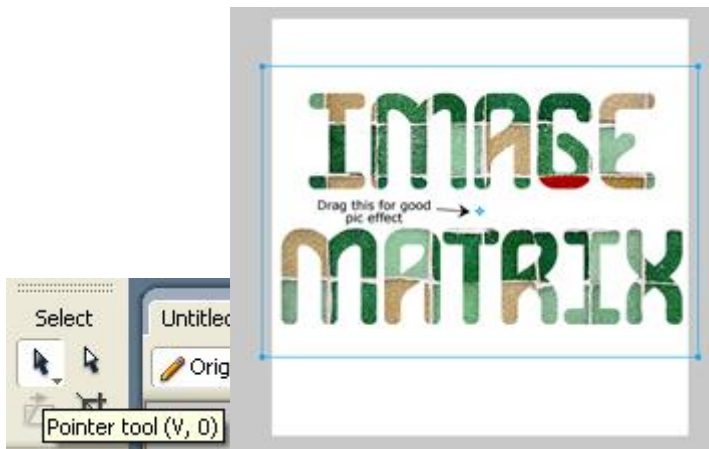 IMAGE
Drag this for good
pic effect
MATRIX
Select
Untitled
Orig
Pointer tool (V, 0)